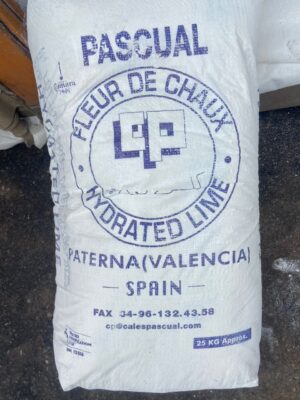 PASCUAL
FLEUR DE CHAUX
cp
HYDRATED LIME
PATERNA(VALENCIA)
— SPAIN —
FAX 34-96-132.43.58
cp@calespascual.com
25 KG Appròx.